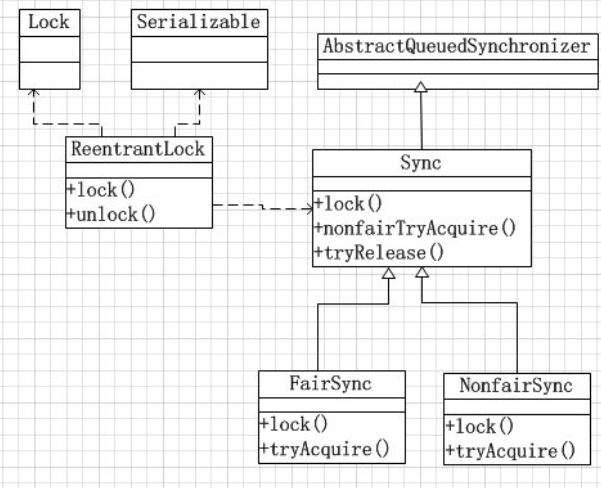 Lock
Serializable
AbstractQueuedSynchronizer
ReentrantLock
+lock()
+unlock()
Sync
+lock()
+nonfairTryAcquire()
+tryRelease()
FairSync
+lock()
+tryAcquire()
NonfairSync
+lock()
+tryAcquire()